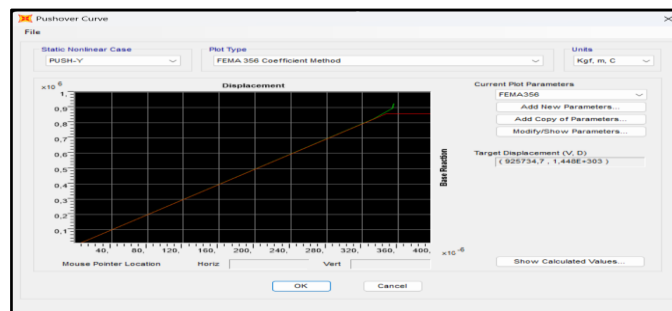 Pushover Curve
File
Static Nonlinear Case
PUSH-Y
Plot Type
FEMA 356 Coefficient Method
Units
Kgf, m, C
x10 6
Displacement
1,
0,9
0,8
0,7
0,6
0,5
0,4
0,3
0,2
0,1
40, 80, 120, 160, 200, 240, 280, 320, 360, 400,
x10 -6
Base Reaction
Mouse Pointer Location
Horiz
Vert
Current Plot Parameters
FEMA356
Add New Parameters...
Add Copy of Parameters...
Modify/Show Parameters...
Target Displacement (V, D)
( 925734,7 , 1,448E+303 )
Show Calculated Values...
OK
Cancel